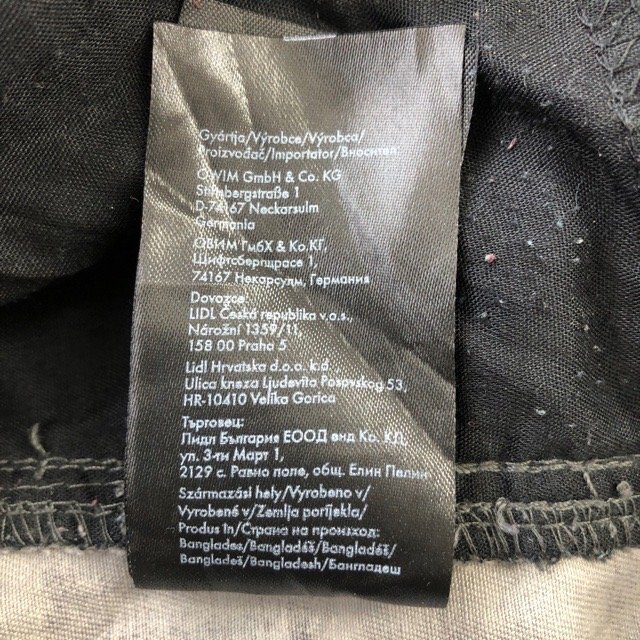 Gyártja/Výrobce/Výrobca/
Proizvođač/Importator/Вносител:
OWIM GmbH & Co. KG
Stiftsbergstraße 1
D-74167 Neckarsulm
Germania
ОВИМ ГмбХ & Ко.КГ,
Щифтсбергщрасе 1,
74167 Некарсулм, Германия
Dovozce:
LIDL Česká republika v.o.s.,
Nárožní 1359/11,
158 00 Praha 5
Lidl Hrvatska d.o.o. k.d.,
Ulica kneza Ljudevita Posavskog 53,
HR-10410 Velika Gorica
Търговец:
Лидл България ЕООД енд Ко. КД,
ул. 3-ти Март 1,
2129 с. Равно поле, общ. Елин Пелин
Származási hely/Vyrobeno v/
Vyrobené v/Zemlja porijekla/
Produs în/Страна на произход:
Banglades/Bangladéš/Bangladéš/
Bangladeš/Bangladesh/Бангладеш